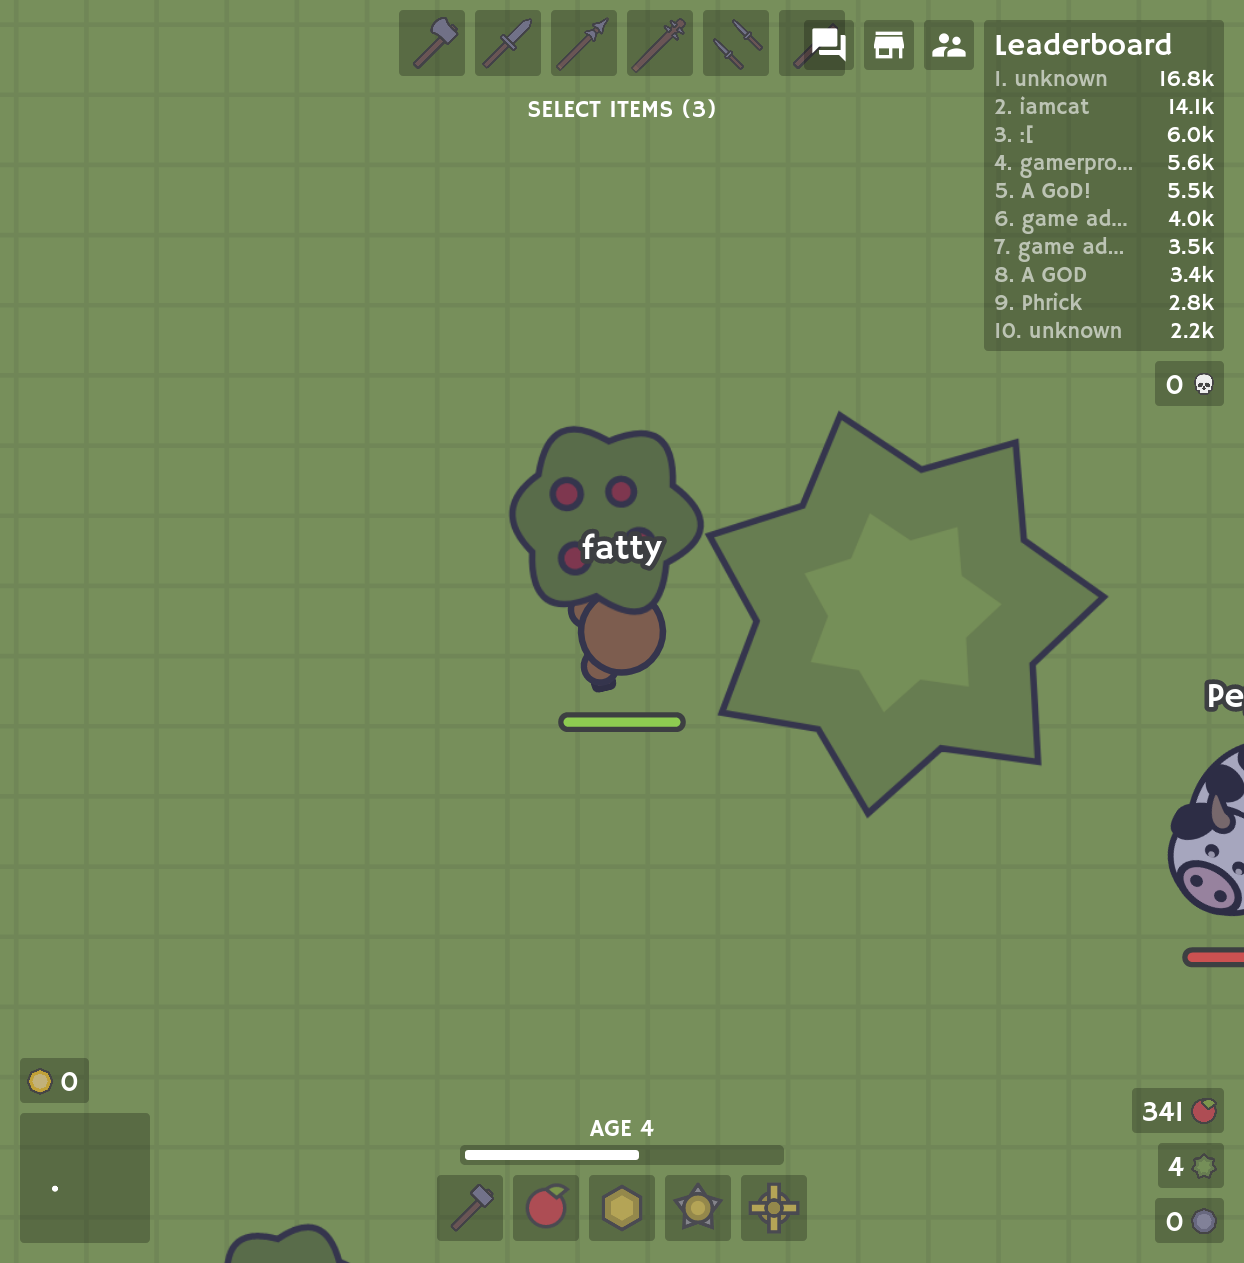 SELECT ITEMS (3)
Leaderboard
1. unknown 16.8k
2. iamcat 14.1k
3. :[ 6.0k
4. gamerpro... 5.6k
5. A GoD! 5.5k
6. game ad... 4.0k
7. game ad... 3.5k
8. A GOD 3.4k
9. Phrick 2.8k
10. unknown 2.2k
0
fatty
0
AGE 4
341
4
0